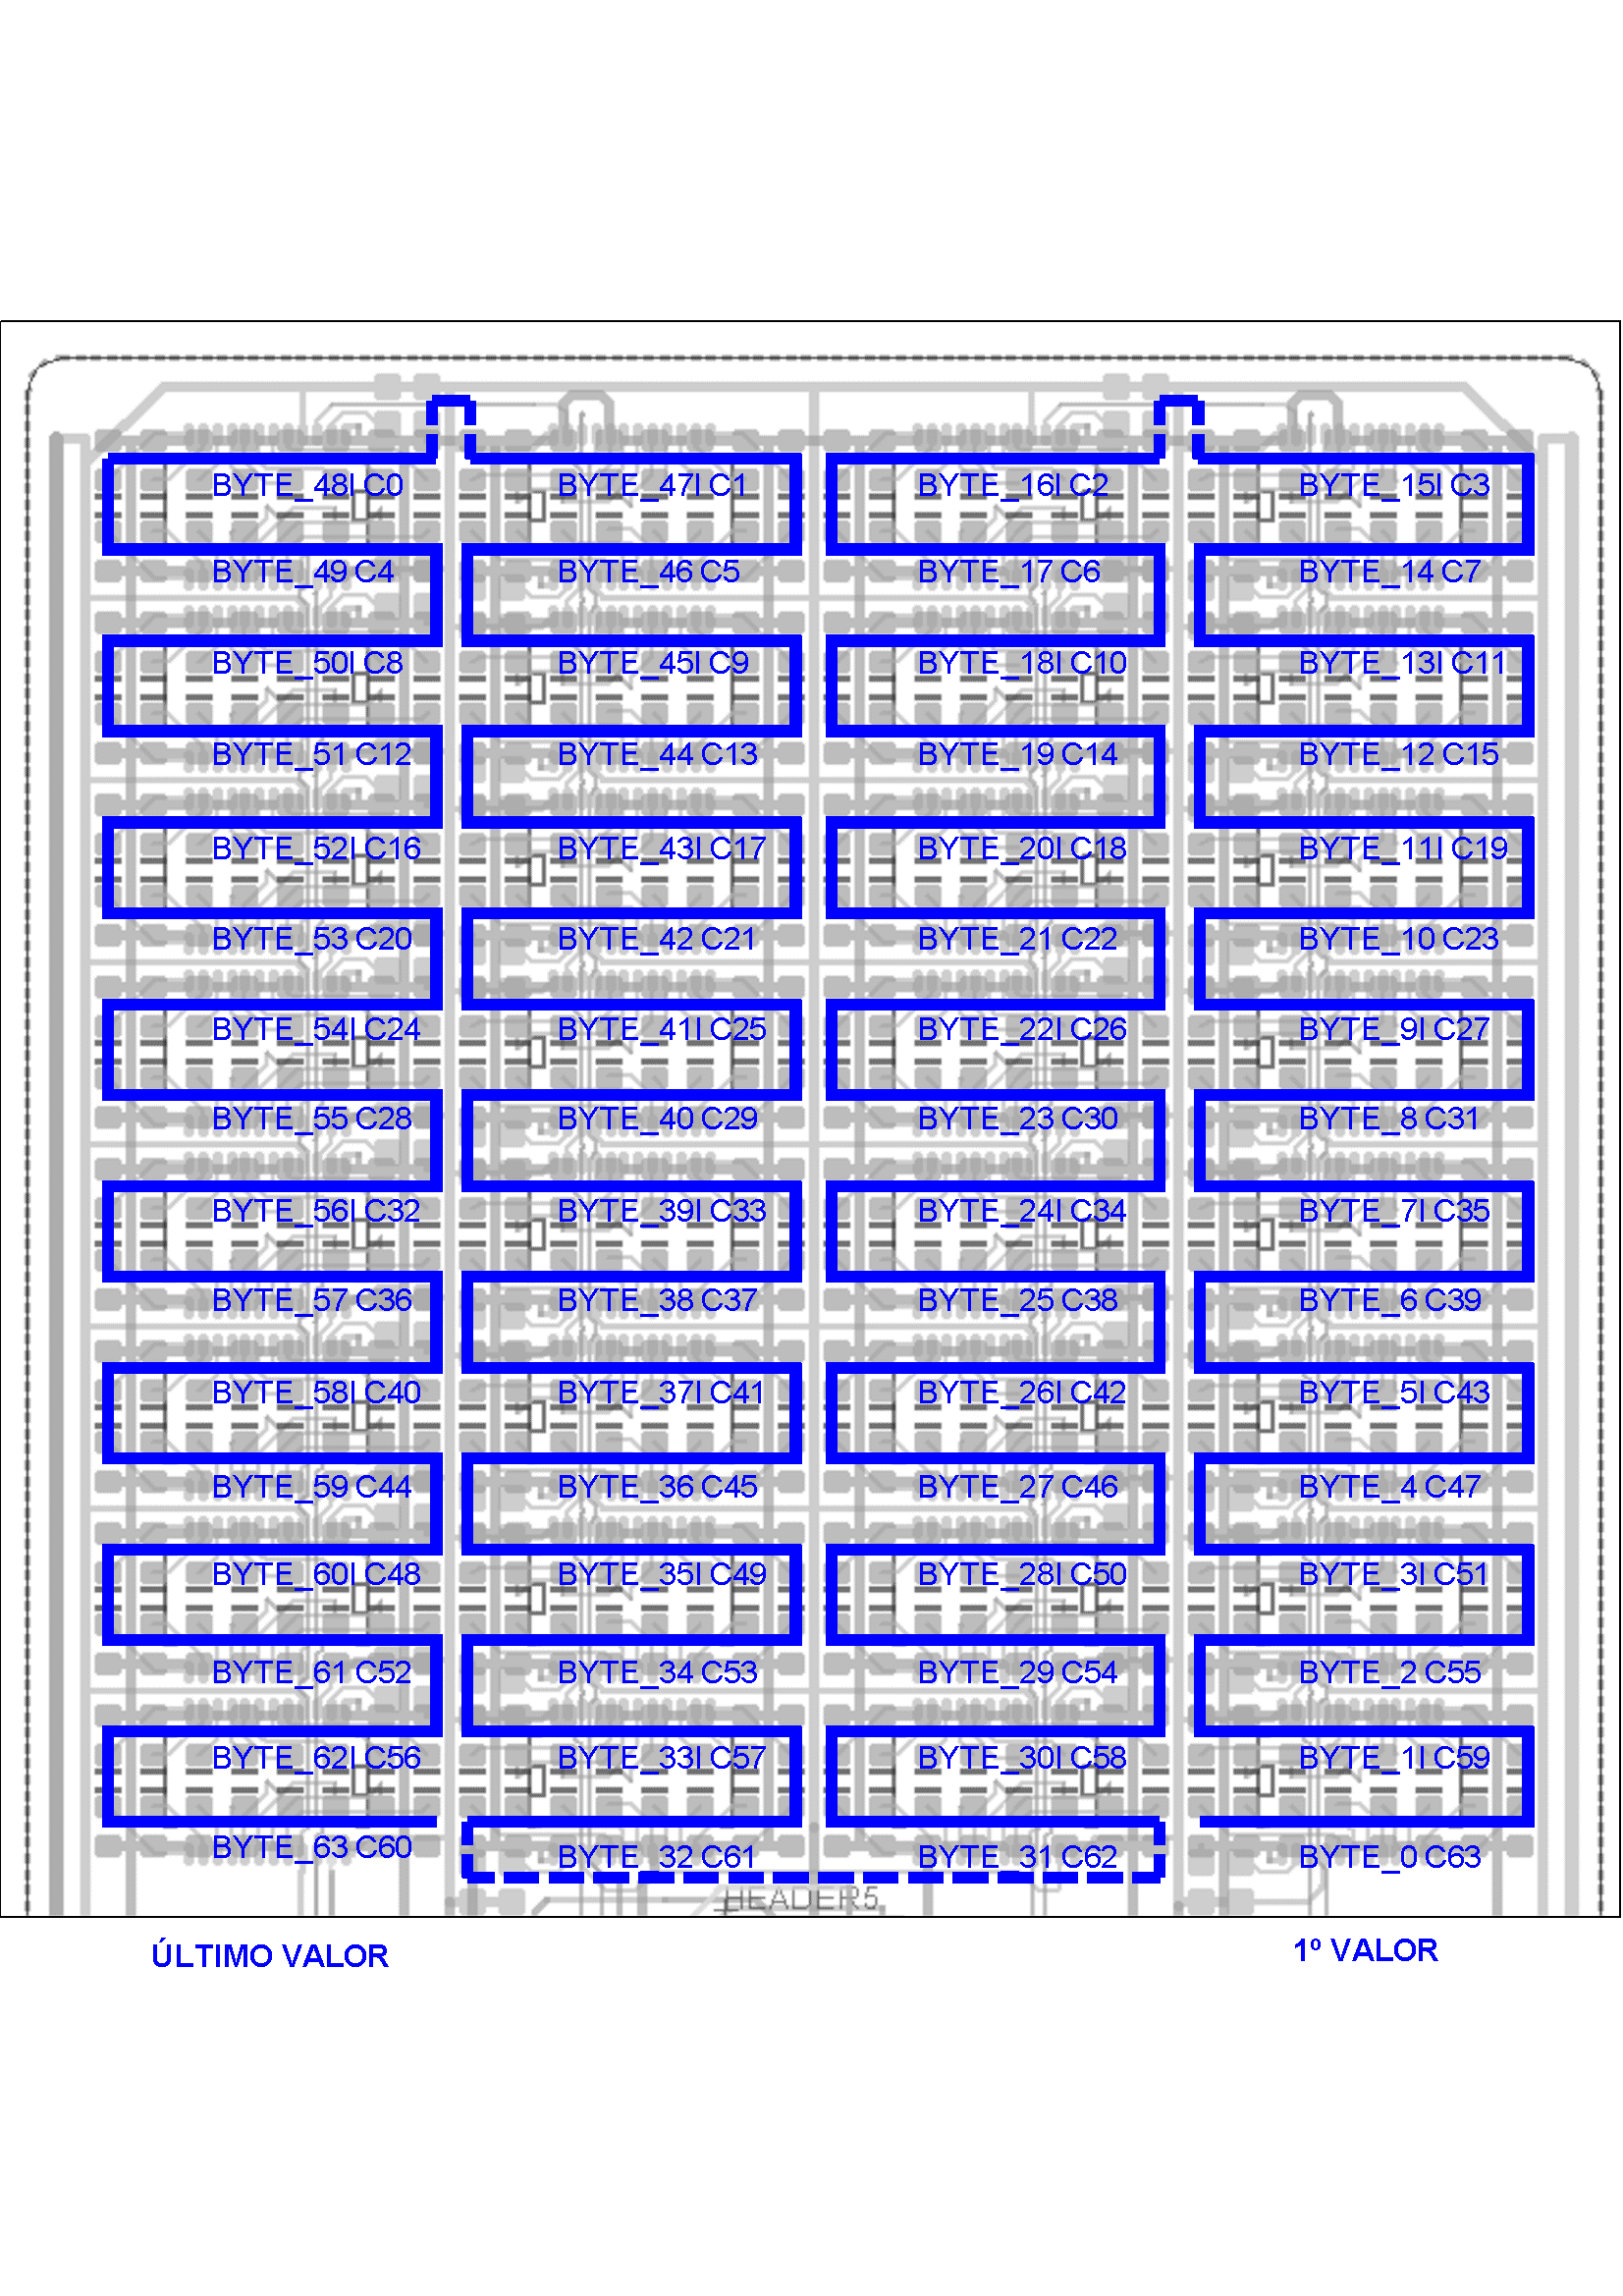 BYTE_48I C0 BYTE_47I C1 BYTE_16I C2 BYTE_15I C3
BYTE_49 C4 BYTE_46 C5 BYTE_17 C6 BYTE_14 C7
BYTE_50I C8 BYTE_45I C9 BYTE_18I C10 BYTE_13I C11
BYTE_51 C12 BYTE_44 C13 BYTE_19 C14 BYTE_12 C15
BYTE_52I C16 BYTE_43I C17 BYTE_20I C18 BYTE_11I C19
BYTE_53 C20 BYTE_42 C21 BYTE_21 C22 BYTE_10 C23
BYTE_54I C24 BYTE_41I C25 BYTE_22I C26 BYTE_9I C27
BYTE_55 C28 BYTE_40 C29 BYTE_23 C30 BYTE_8 C31
BYTE_56I C32 BYTE_39I C33 BYTE_24I C34 BYTE_7I C35
BYTE_57 C36 BYTE_38 C37 BYTE_25 C38 BYTE_6 C39
BYTE_58I C40 BYTE_37I C41 BYTE_26I C42 BYTE_5I C43
BYTE_59 C44 BYTE_36 C45 BYTE_27 C46 BYTE_4 C47
BYTE_60I C48 BYTE_35I C49 BYTE_28I C50 BYTE_3I C51
BYTE_61 C52 BYTE_34 C53 BYTE_29 C54 BYTE_2 C55
BYTE_62I C56 BYTE_33I C57 BYTE_30I C58 BYTE_1I C59
BYTE_63 C60 BYTE_32 C61 BYTE_31 C62 BYTE_0 C63
HEADER5
ÚLTIMO VALOR 1º VALOR